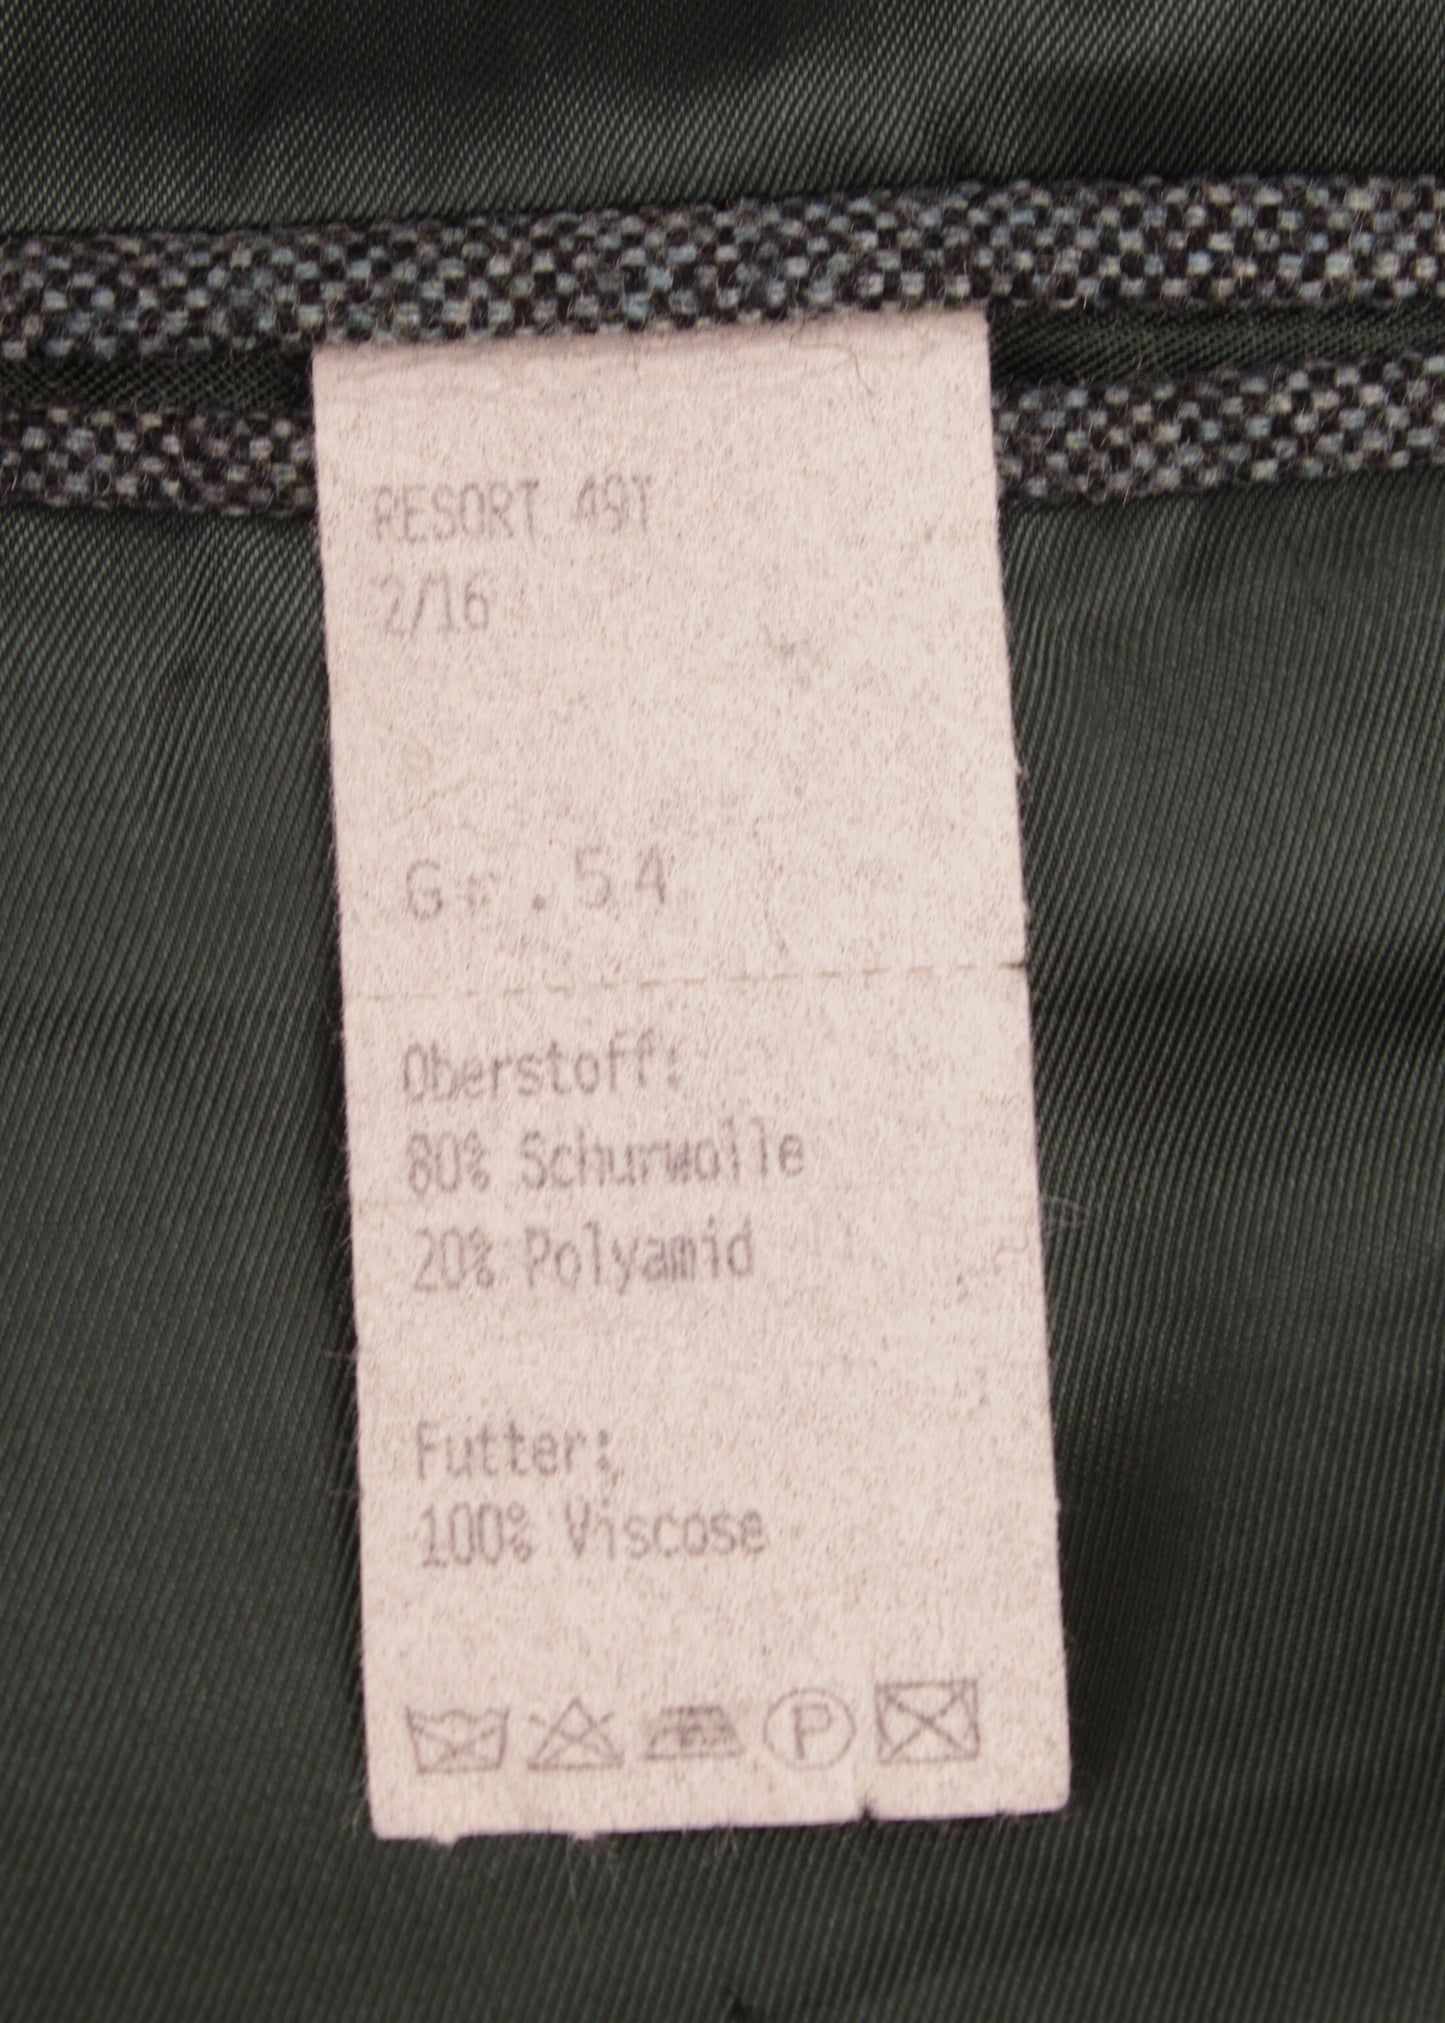 RESORT 49T
2/16
Gr.54
Oberstoff:
80% Schurwolle
20% Polyamid
Futter:
100% Viscose
P